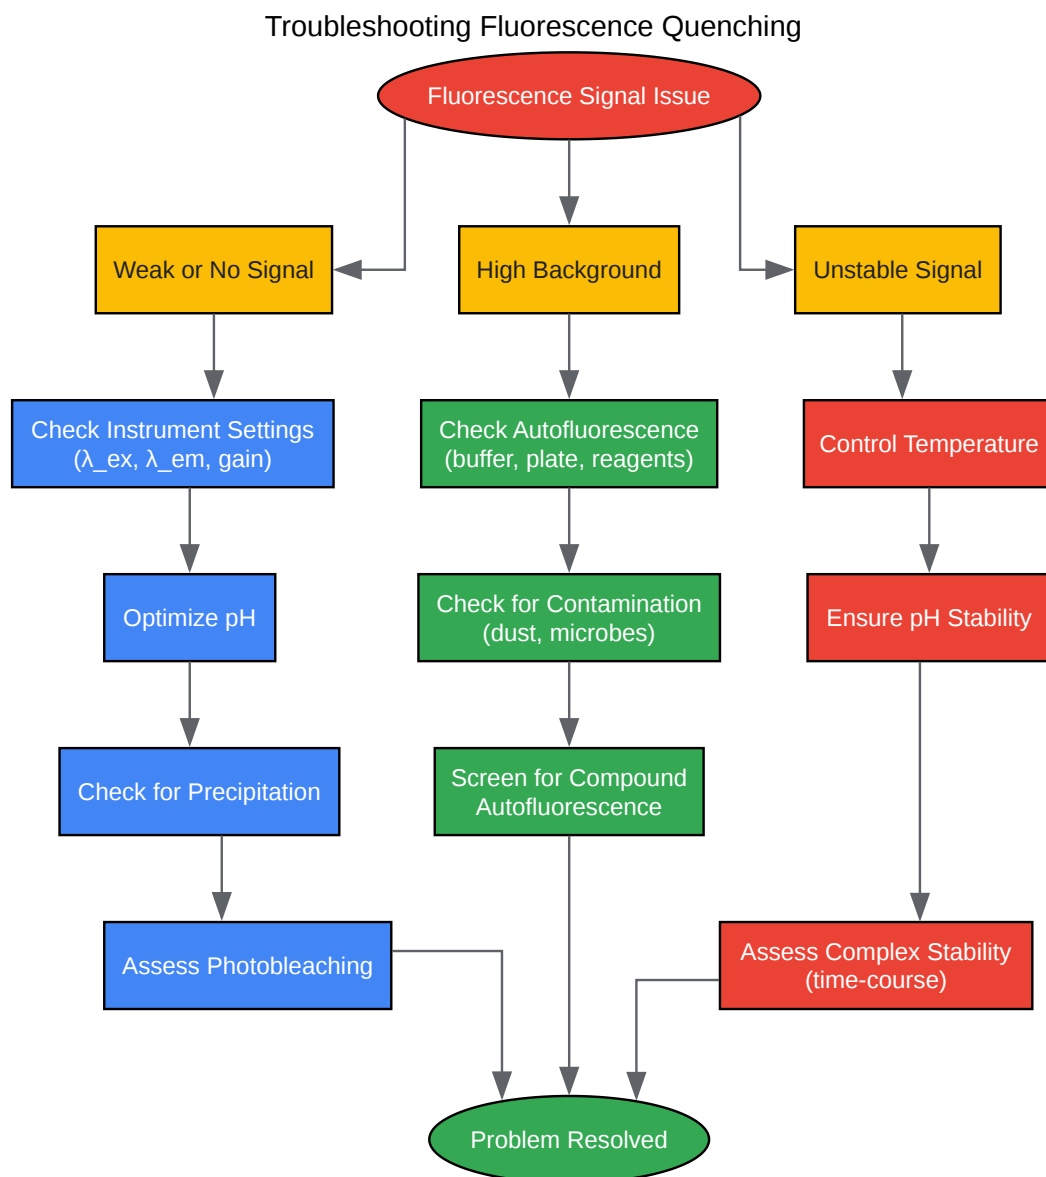 Troubleshooting Fluorescence Quenching
Fluorescence Signal Issue
Weak or No Signal
High Background
Unstable Signal
Check Instrument Settings
(λ_ex, λ_em, gain)
Check Autofluorescence
(buffer, plate, reagents)
Control Temperature
Optimize pH
Check for Contamination
(dust, microbes)
Ensure pH Stability
Check for Precipitation
Screen for Compound
Autofluorescence
Assess Photobleaching
Assess Complex Stability
(time-course)
Problem Resolved